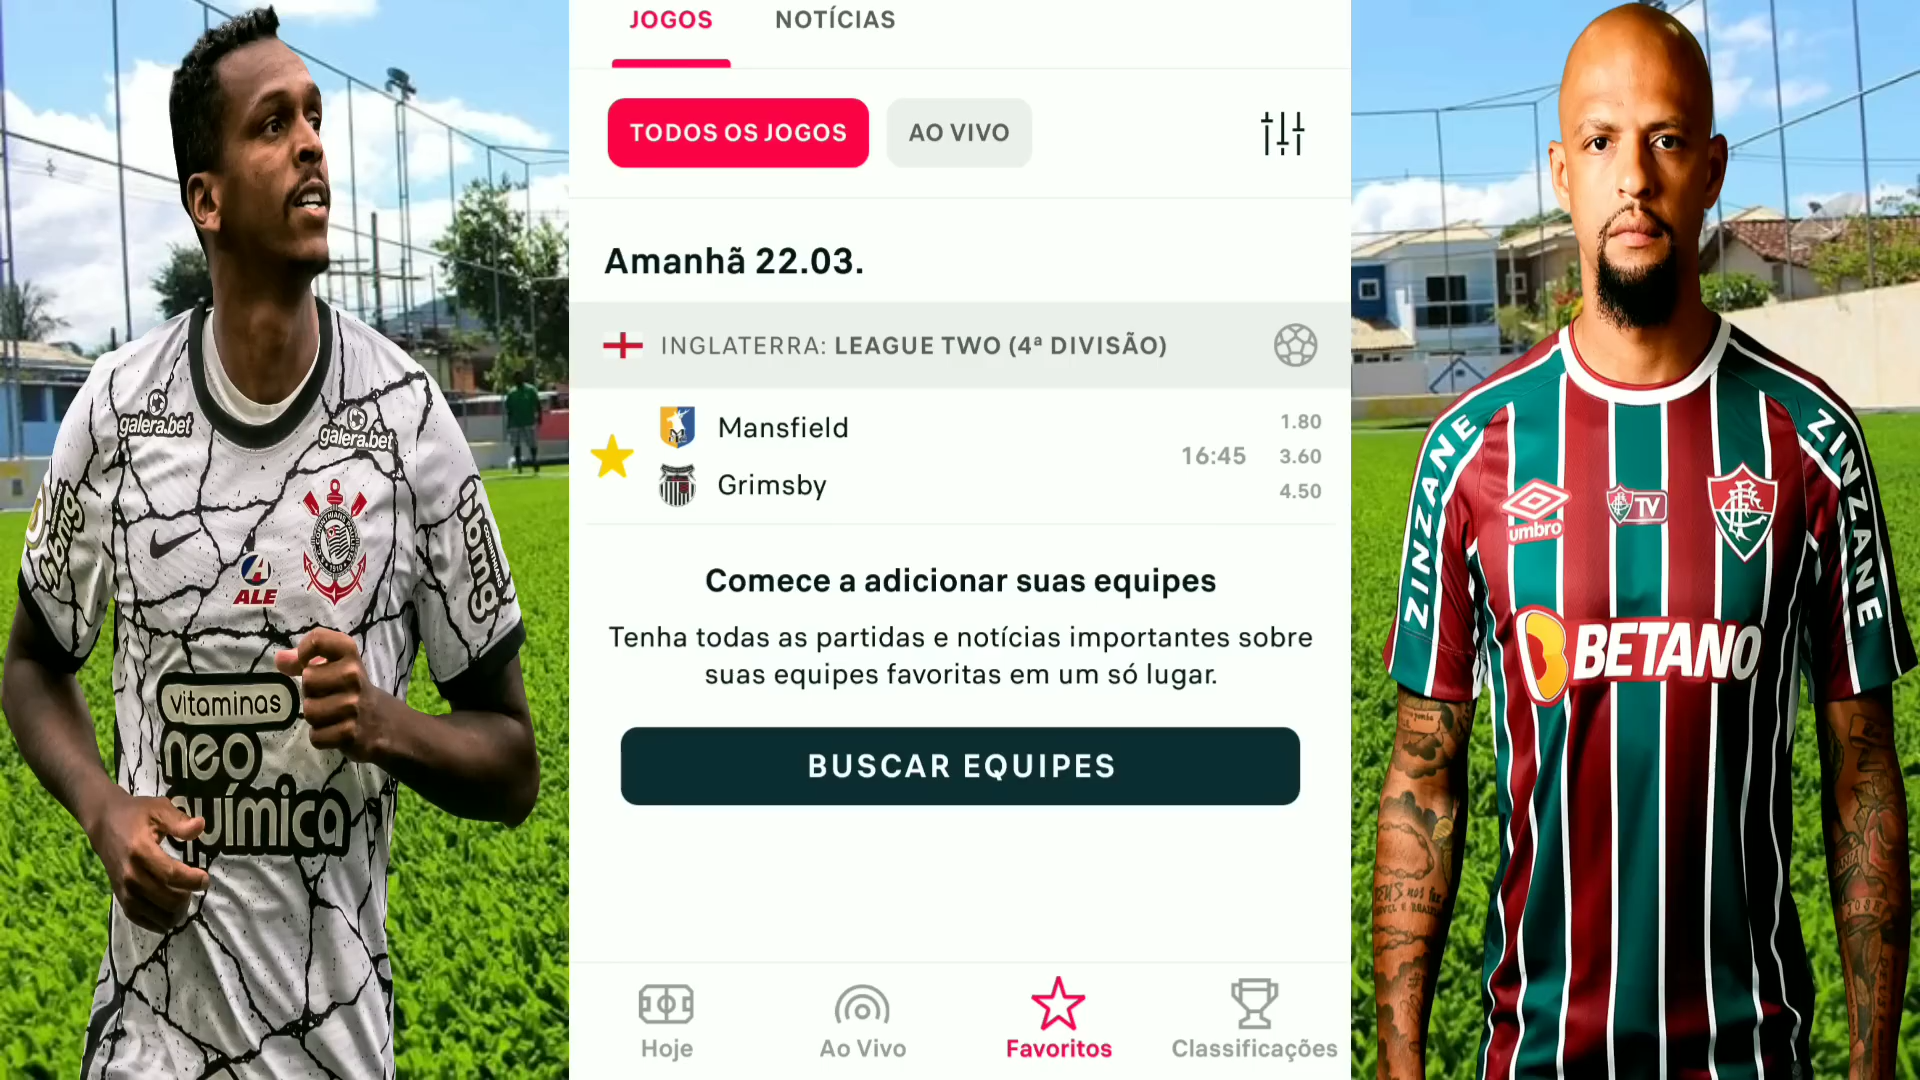 JOGOS
NOTÍCIAS
TODOS OS JOGOS
AO VIVO
Amanhã 22.03.
INGLATERRA: LEAGUE TWO (4ª DIVISÃO)
Mansfield
Grimsby
16:45
1.80
3.60
4.50
Comece a adicionar suas equipes
Tenha todas as partidas e notícias importantes sobre
suas equipes favoritas em um só lugar.
BUSCAR EQUIPES
Hoje
Ao Vivo
Favoritos
Classificações
galera.bet
galera.bet
ALE
vitaminas
neo
química
CORINTHIANS
ZINZANE
ZINZANE
umbro
TV
BETANO